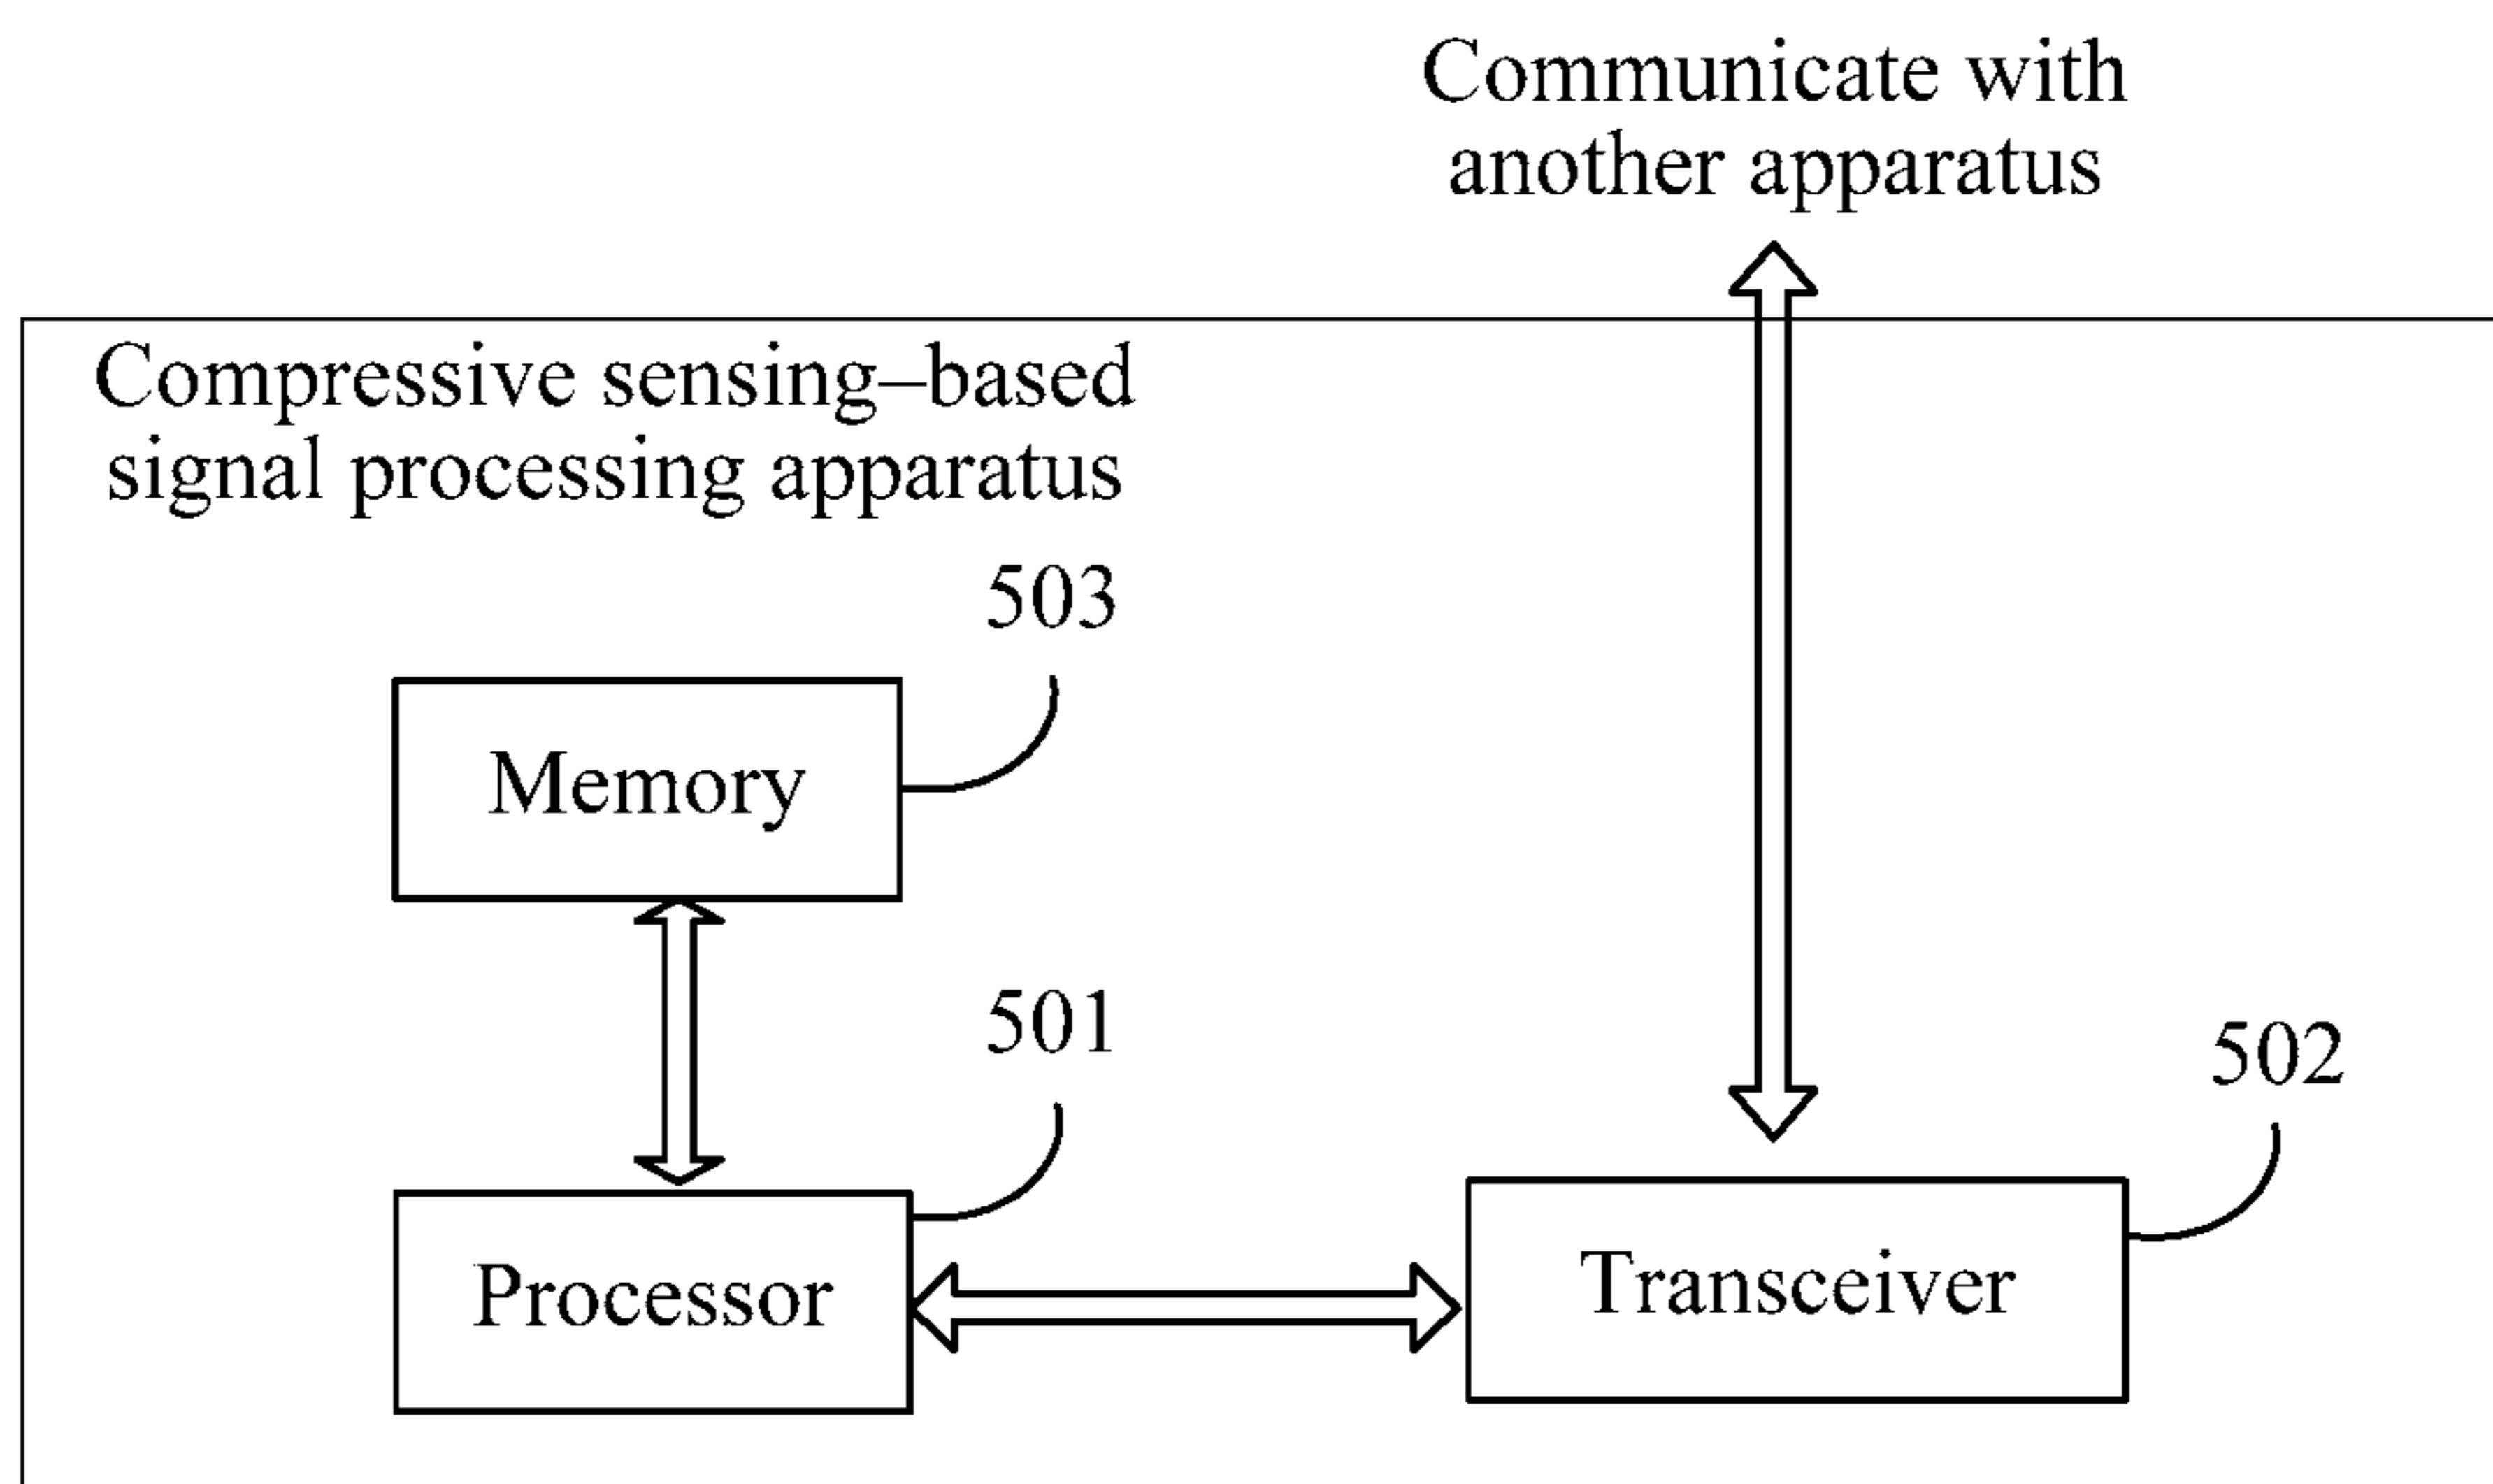 Communicate with
another apparatus
Compressive sensing–based
signal processing apparatus
503
Memory
501
502
Processor
Transceiver